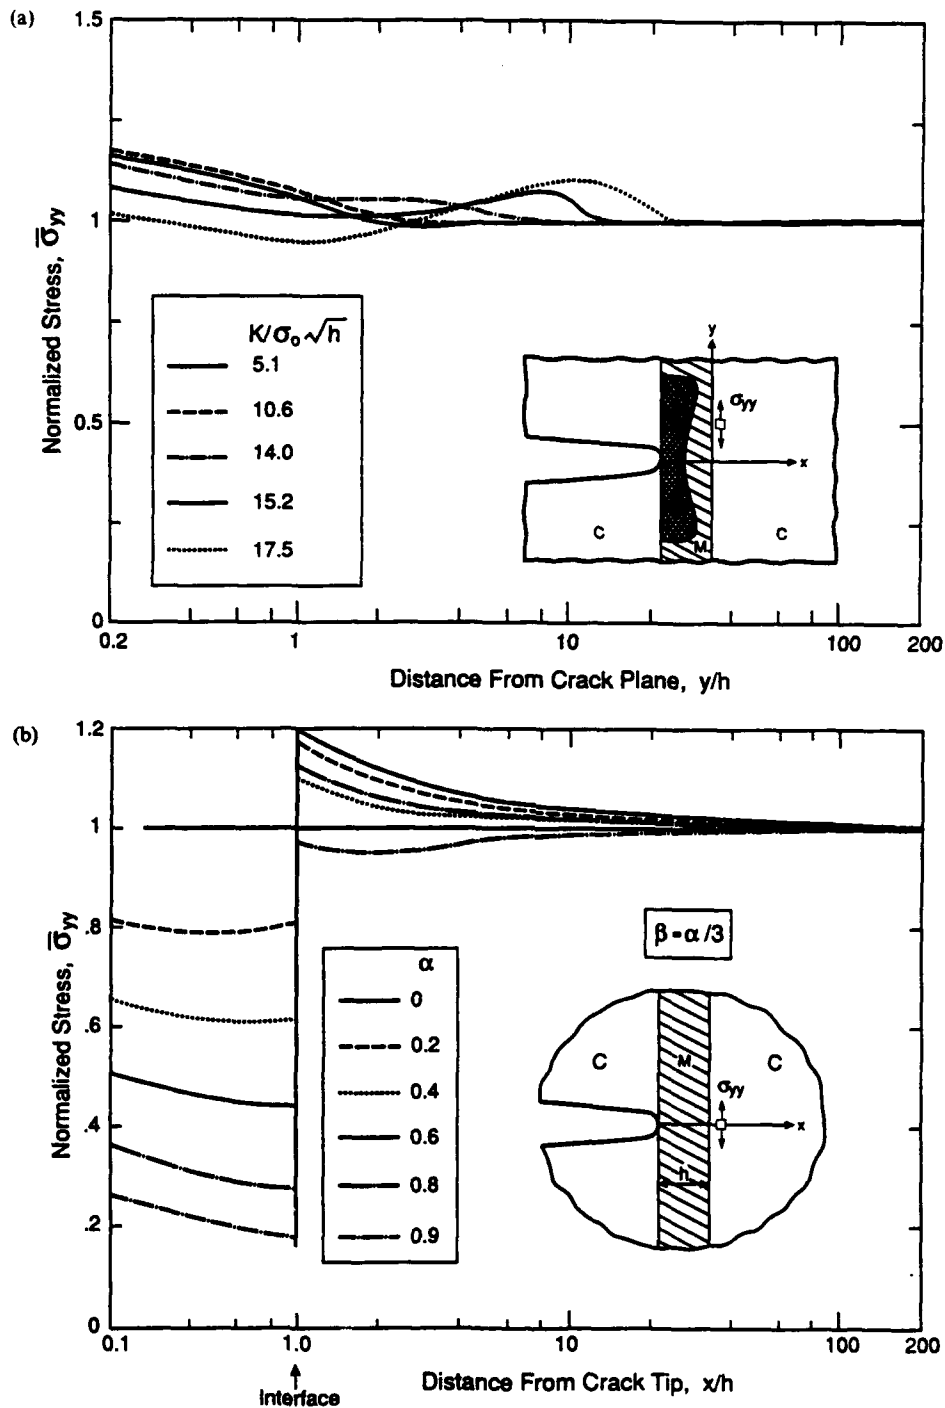 (a)
1.5
1
0.5
0
Normalized Stress, σ̅yy
K/σo√h
5.1
10.6
14.0
15.2
17.5
y
σyy
x
C
M
C
0.2
1
10
100
200
Distance From Crack Plane, y/h
(b)
1.2
1
.8
.6
.4
.2
0
Normalized Stress, σ̅yy
α
0
0.2
0.4
0.6
0.8
0.9
β=α/3
C
M
C
σyy
x
h
0.1
1.0
10
100
200
Interface
Distance From Crack Tip, x/h